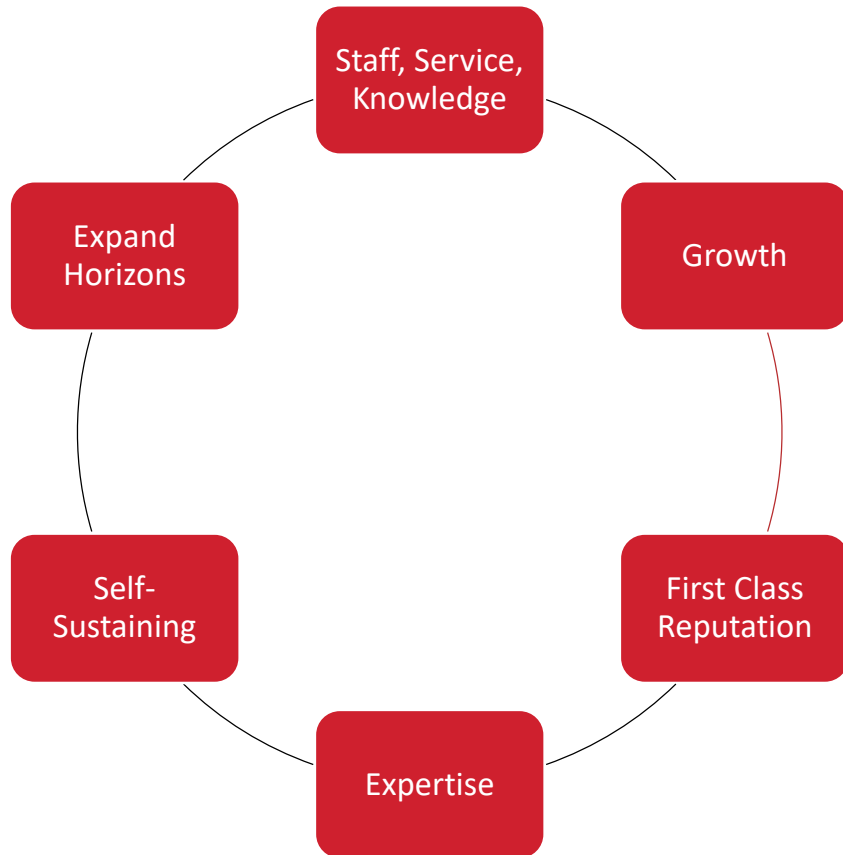 Staff, Service,
Knowledge
Growth
First Class
Reputation
Expertise
Self-
Sustaining
Expand
Horizons